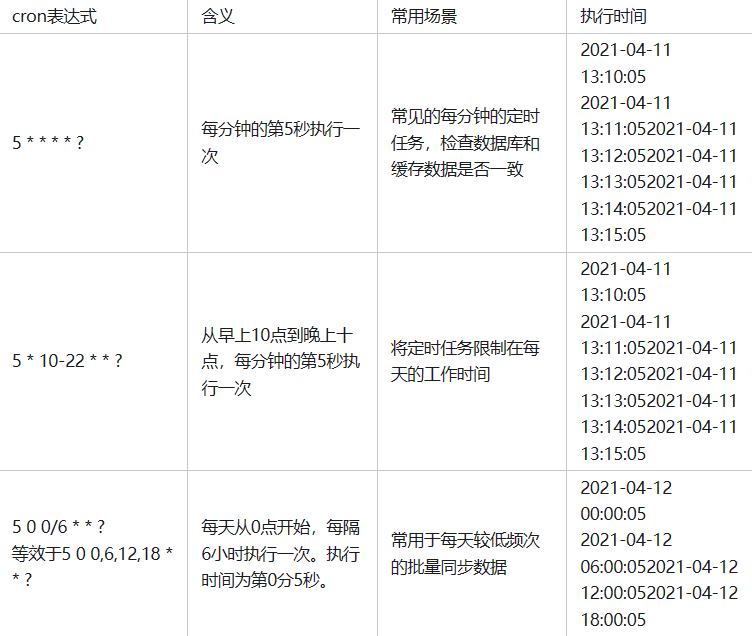 cron表达式
含义
常用场景
执行时间
5 * * * * ?
每分钟的第5秒执行一
次
常见的每分钟的定时
任务，检查数据库和
缓存数据是否一致
2021-04-11
13:10:05
2021-04-11
13:11:052021-04-11
13:12:052021-04-11
13:13:052021-04-11
13:14:052021-04-11
13:15:05
5 * 10-22 * * ?
从早上10点到晚上十
点，每分钟的第5秒执
行一次
将定时任务限制在每
天的工作时间
2021-04-11
13:10:05
2021-04-11
13:11:052021-04-11
13:12:052021-04-11
13:13:052021-04-11
13:14:052021-04-11
13:15:05
5 0 0/6 * * ?
等效于5 0 0,6,12,18 *
* ?
每天从0点开始，每隔
6小时执行一次。执行
时间为第0分5秒。
常用于每天较低频次
的批量同步数据
2021-04-12
00:00:05
2021-04-12
06:00:052021-04-12
12:00:052021-04-12
18:00:05